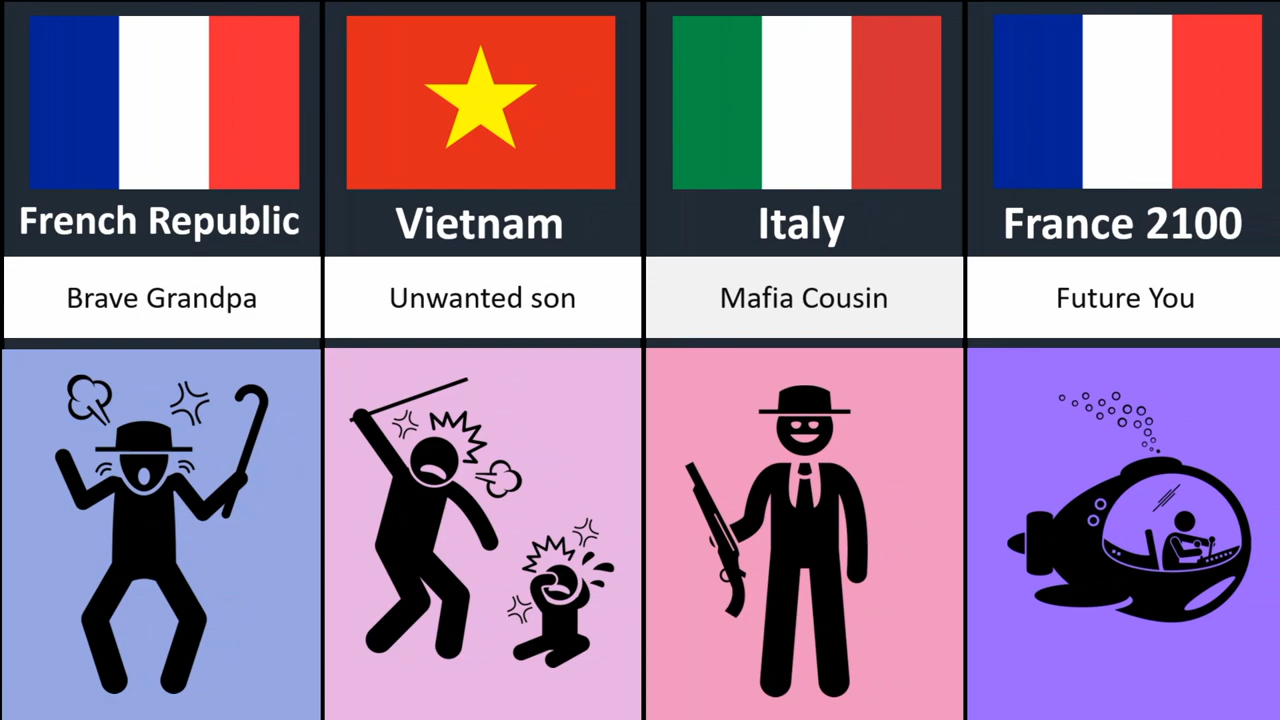 French Republic
Brave Grandpa
Vietnam
Unwanted son
Italy
Mafia Cousin
France 2100
Future You